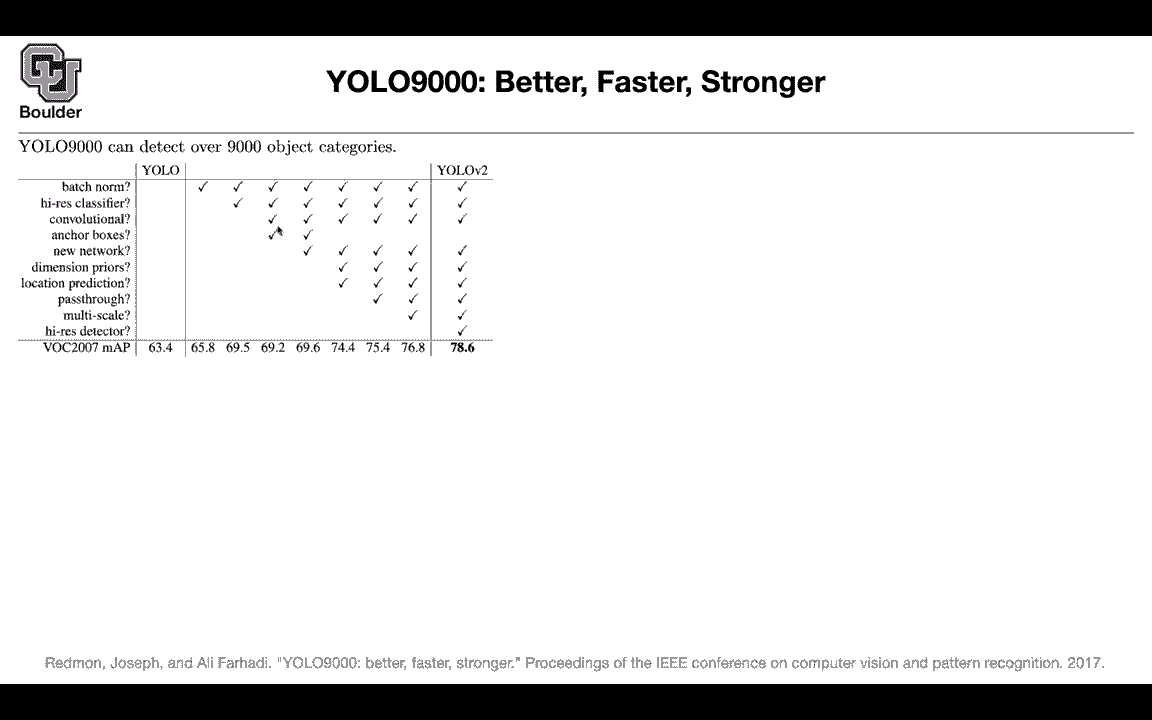 Boulder
YOLO9000: Better, Faster, Stronger
YOLO9000 can detect over 9000 object categories.
YOLO YOLOv2
batch norm? ✓ ✓ ✓ ✓ ✓ ✓ ✓ ✓
hi-res classifier? ✓ ✓ ✓ ✓ ✓ ✓ ✓
convolutional? ✓ ✓ ✓ ✓ ✓ ✓
anchor boxes? ✓ ✓
new network? ✓ ✓ ✓ ✓ ✓
dimension priors? ✓ ✓ ✓ ✓
location prediction? ✓ ✓ ✓ ✓
passthrough? ✓ ✓ ✓
multi-scale? ✓ ✓
hi-res detector? ✓
VOC2007 mAP 63.4 65.8 69.5 69.2 69.6 74.4 75.4 76.8 78.6
Redmon, Joseph, and Ali Farhadi. "YOLO9000: better, faster, stronger." Proceedings of the IEEE conference on computer vision and pattern recognition. 2017.